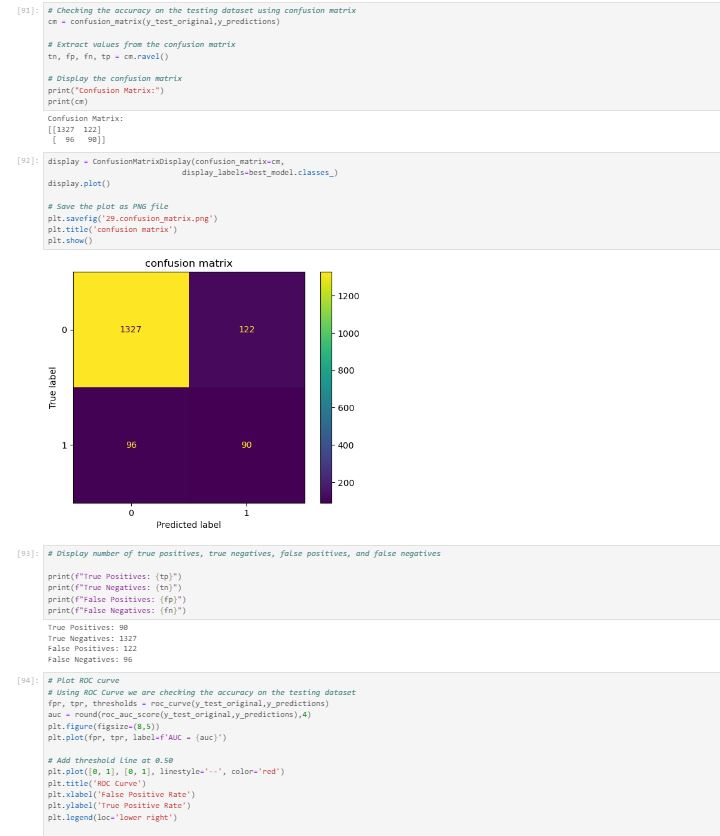 [91]:
# Checking the accuracy on the testing dataset using confusion matrix
cm = confusion_matrix(y_test_original,y_predictions)
# Extract values from the confusion matrix
tn, fp, fn, tp = cm.ravel()
# Display the confusion matrix
print("Confusion Matrix:")
print(cm)
Confusion Matrix:
[[1327  122]
 [  96   90]]
[92]:
display = ConfusionMatrixDisplay(confusion_matrix=cm,
display_labels=best_model.classes_)
display.plot()
# Save the plot as PNG file
plt.savefig('29.confusion_matrix.png')
plt.title('confusion matrix')
plt.show()
confusion matrix
1200
0
1327
122
1000
800
True label
600
1
96
90
400
200
0
1
Predicted label
[93]:
# Display number of true positives, true negatives, false positives, and false negatives
print(f"True Positives: {tp}")
print(f"True Negatives: {tn}")
print(f"False Positives: {fp}")
print(f"False Negatives: {fn}")
True Positives: 90
True Negatives: 1327
False Positives: 122
False Negatives: 96
[94]:
# Plot ROC curve
# Using ROC Curve we are checking the accuracy on the testing dataset
fpr, tpr, thresholds = roc_curve(y_test_original,y_predictions)
auc = round(roc_auc_score(y_test_original,y_predictions),4)
plt.figure(figsize=(8,5))
plt.plot(fpr, tpr, label=f'AUC = {auc}')
# Add threshold line at 0.50
plt.plot([0, 1], [0, 1], linestyle='--', color='red')
plt.title('ROC Curve')
plt.xlabel('False Positive Rate')
plt.ylabel('True Positive Rate')
plt.legend(loc='lower right')